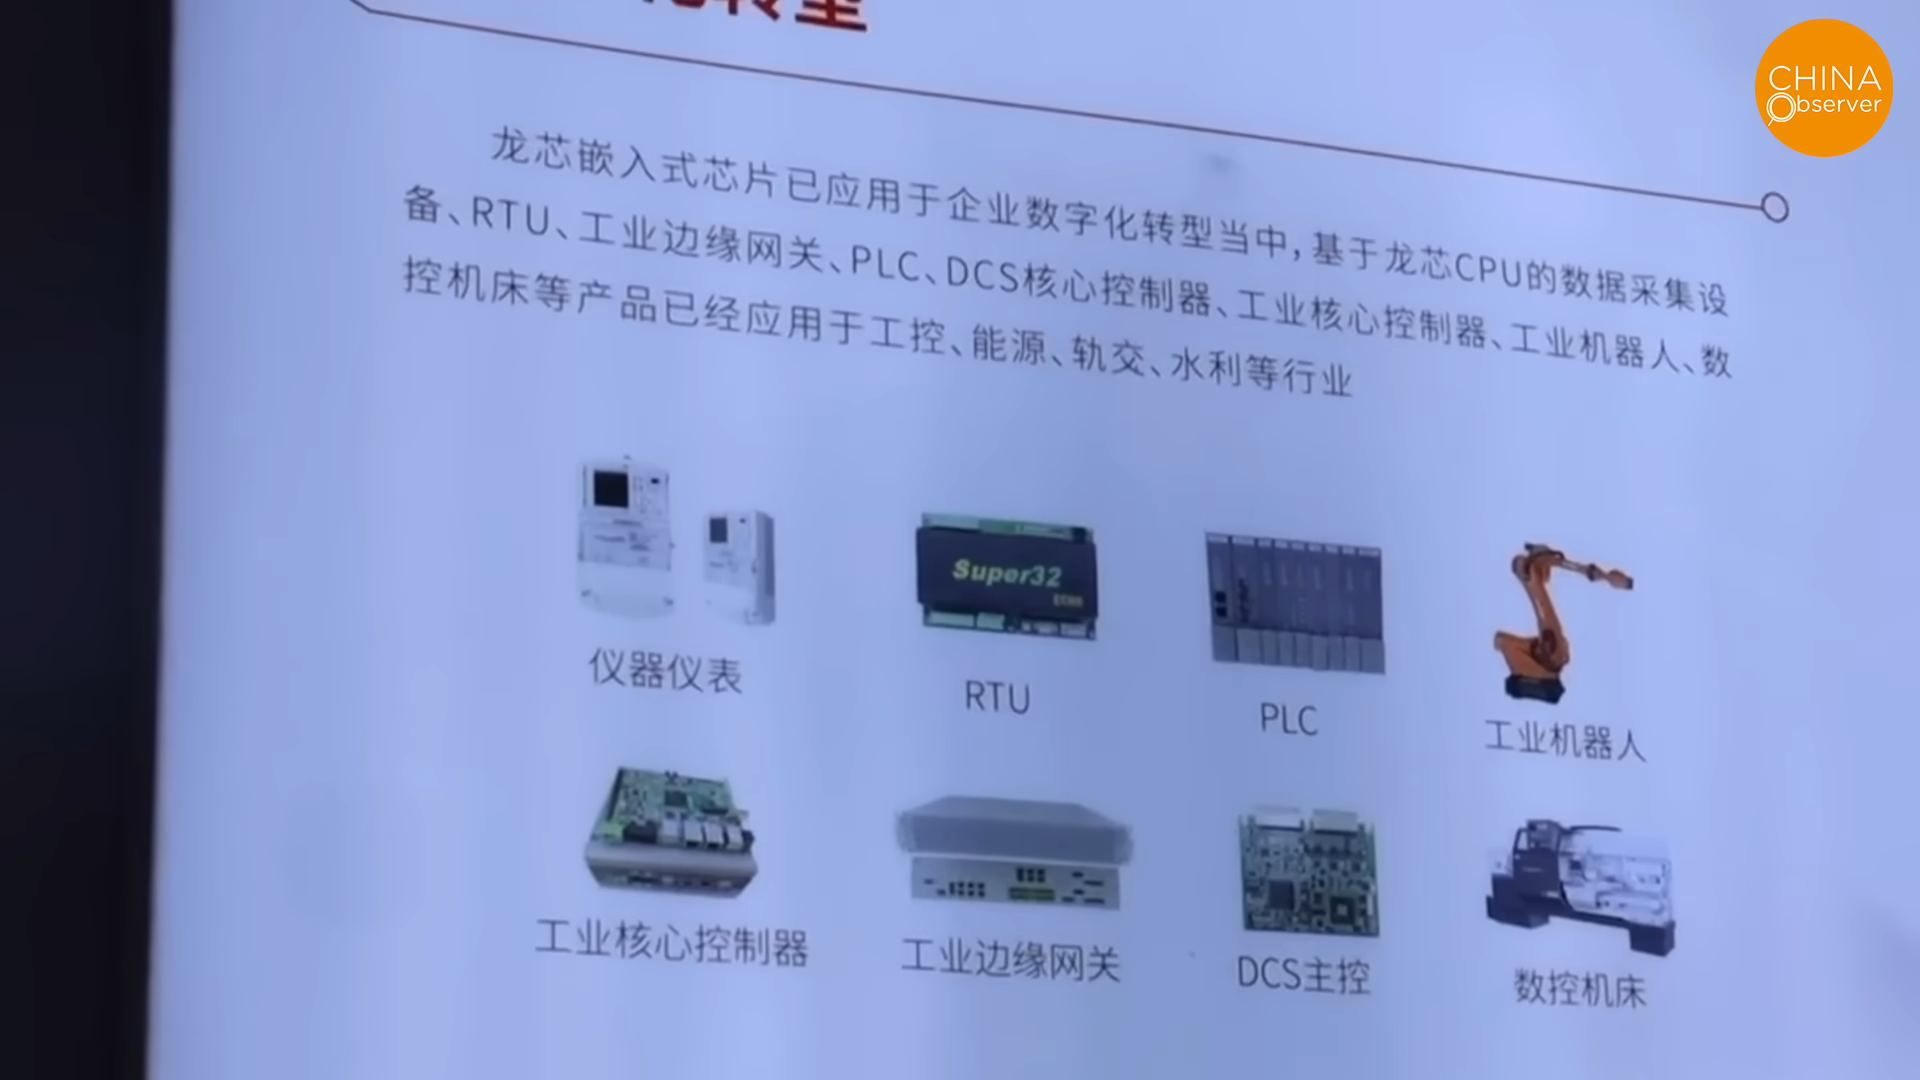 化转型
CHINA
Observer
龙芯嵌入式芯片已应用于企业数字化转型当中,基于龙芯CPU的数据采集设
备、RTU、工业边缘网关、PLC、DCS核心控制器、工业核心控制器、工业机器人、数
控机床等产品已经应用于工控、能源、轨交、水利等行业
Super32
仪器仪表
RTU
PLC
工业机器人
工业核心控制器
工业边缘网关
DCS主控
数控机床